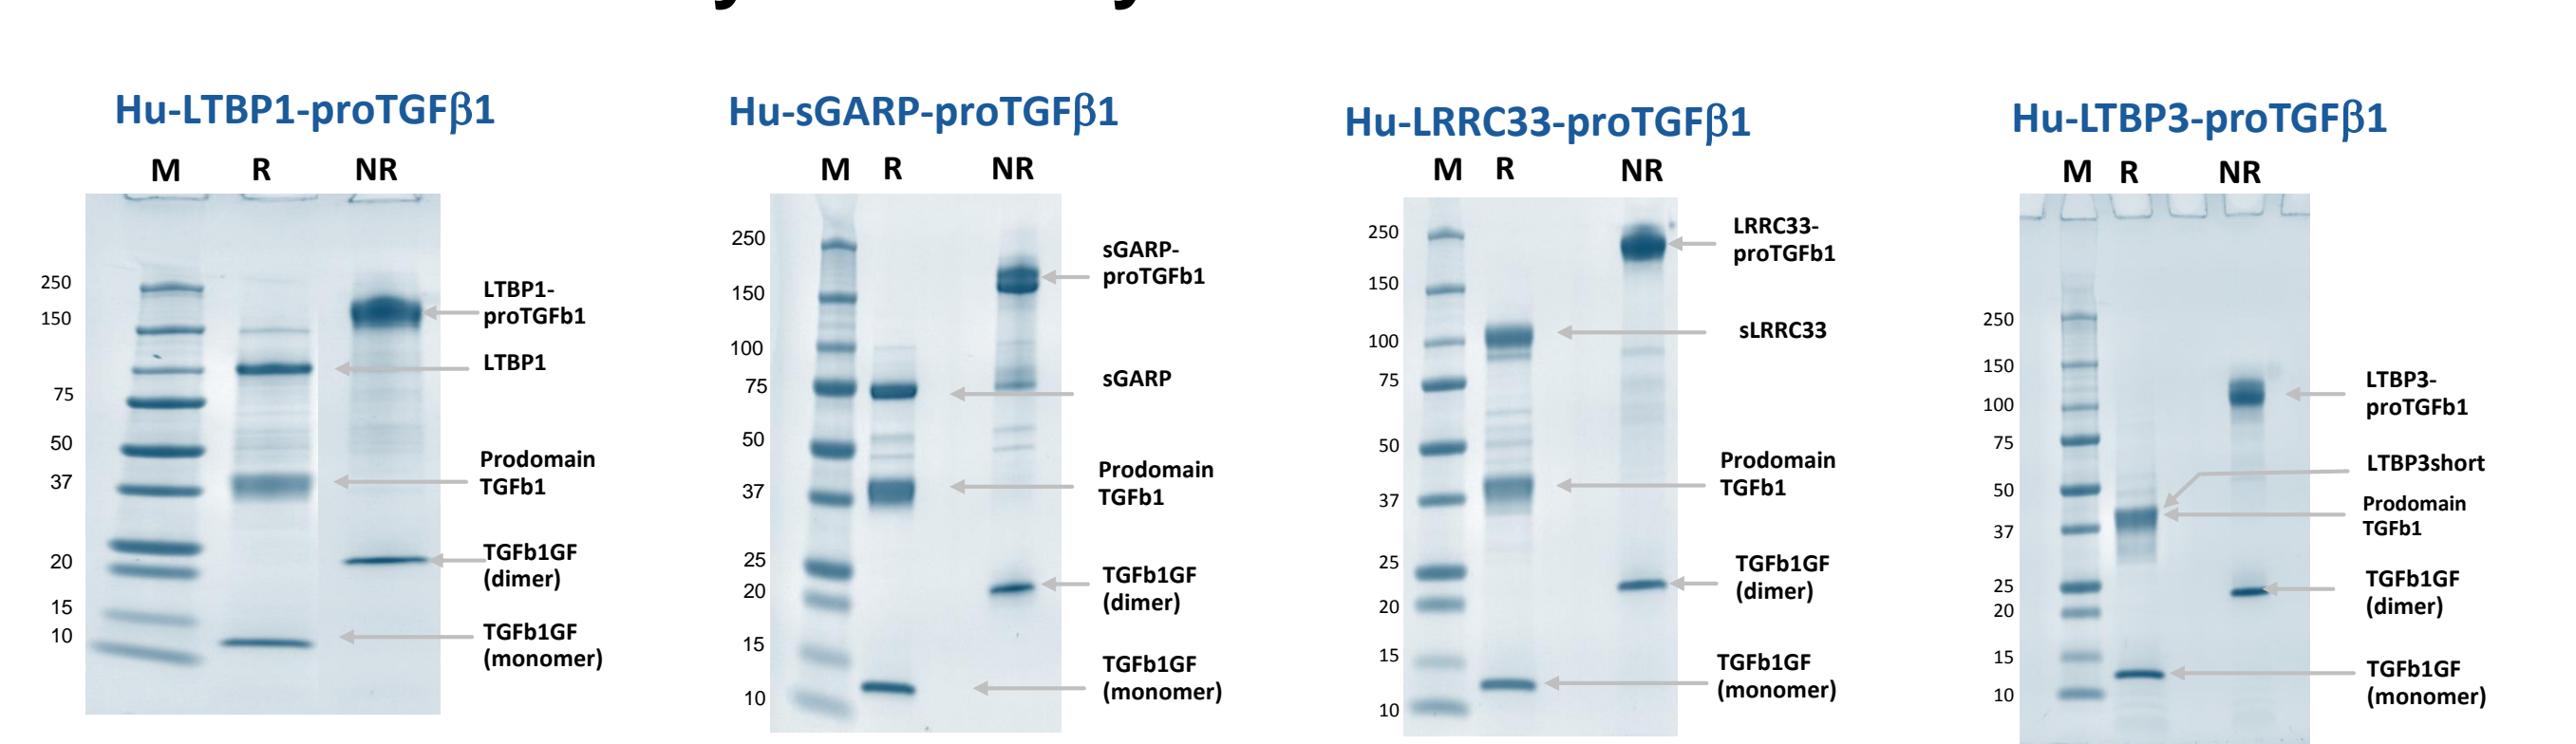 Hu-LTBP1-proTGFβ1
M R NR
250
150
75
50
37
20
15
10
LTBP1-
proTGFb1
LTBP1
Prodomain
TGFb1
TGFb1GF
(dimer)
TGFb1GF
(monomer)
Hu-sGARP-proTGFβ1
M R NR
250
150
100
75
50
37
25
20
15
10
sGARP-
proTGFb1
sGARP
Prodomain
TGFb1
TGFb1GF
(dimer)
TGFb1GF
(monomer)
Hu-LRRC33-proTGFβ1
M R NR
250
150
100
75
50
37
25
20
15
10
LRRC33-
proTGFb1
sLRRC33
Prodomain
TGFb1
TGFb1GF
(dimer)
TGFb1GF
(monomer)
Hu-LTBP3-proTGFβ1
M R NR
250
150
100
75
50
37
25
20
15
10
LTBP3-
proTGFb1
LTBP3short
Prodomain
TGFb1
TGFb1GF
(dimer)
TGFb1GF
(monomer)